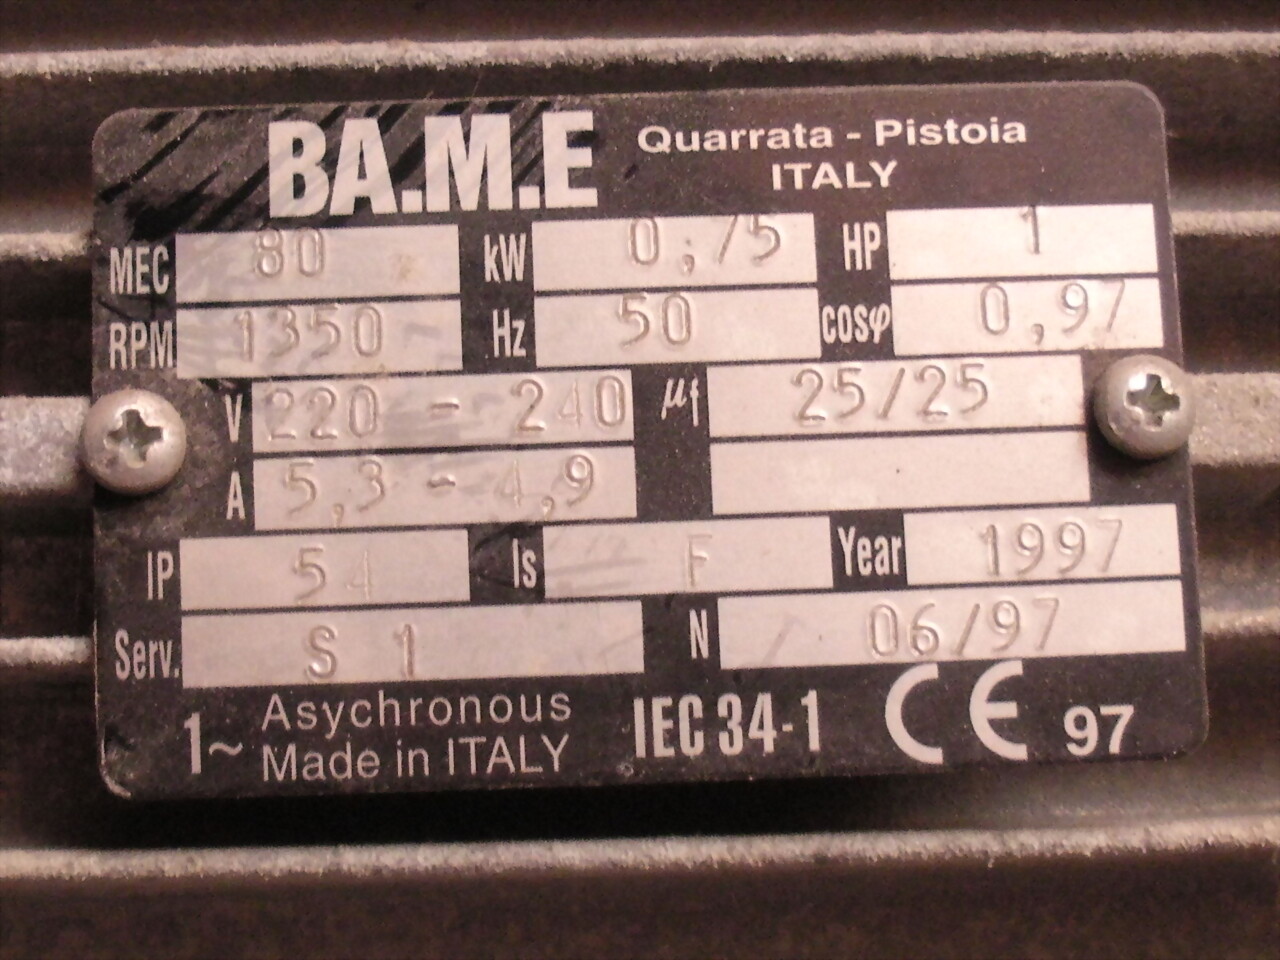 BA.M.E Quarrata - Pistoia
ITALY
MEC 80 kW 0,75 HP 1
RPM 1350 Hz 50 cosφ 0,97
V 220 - 240 μf 25/25
A 5,3 - 4,9
IP 54 Is F Year 1997
Serv. S 1 N 06/97
1~ Asychronous
Made in ITALY IEC 34-1 CE 97